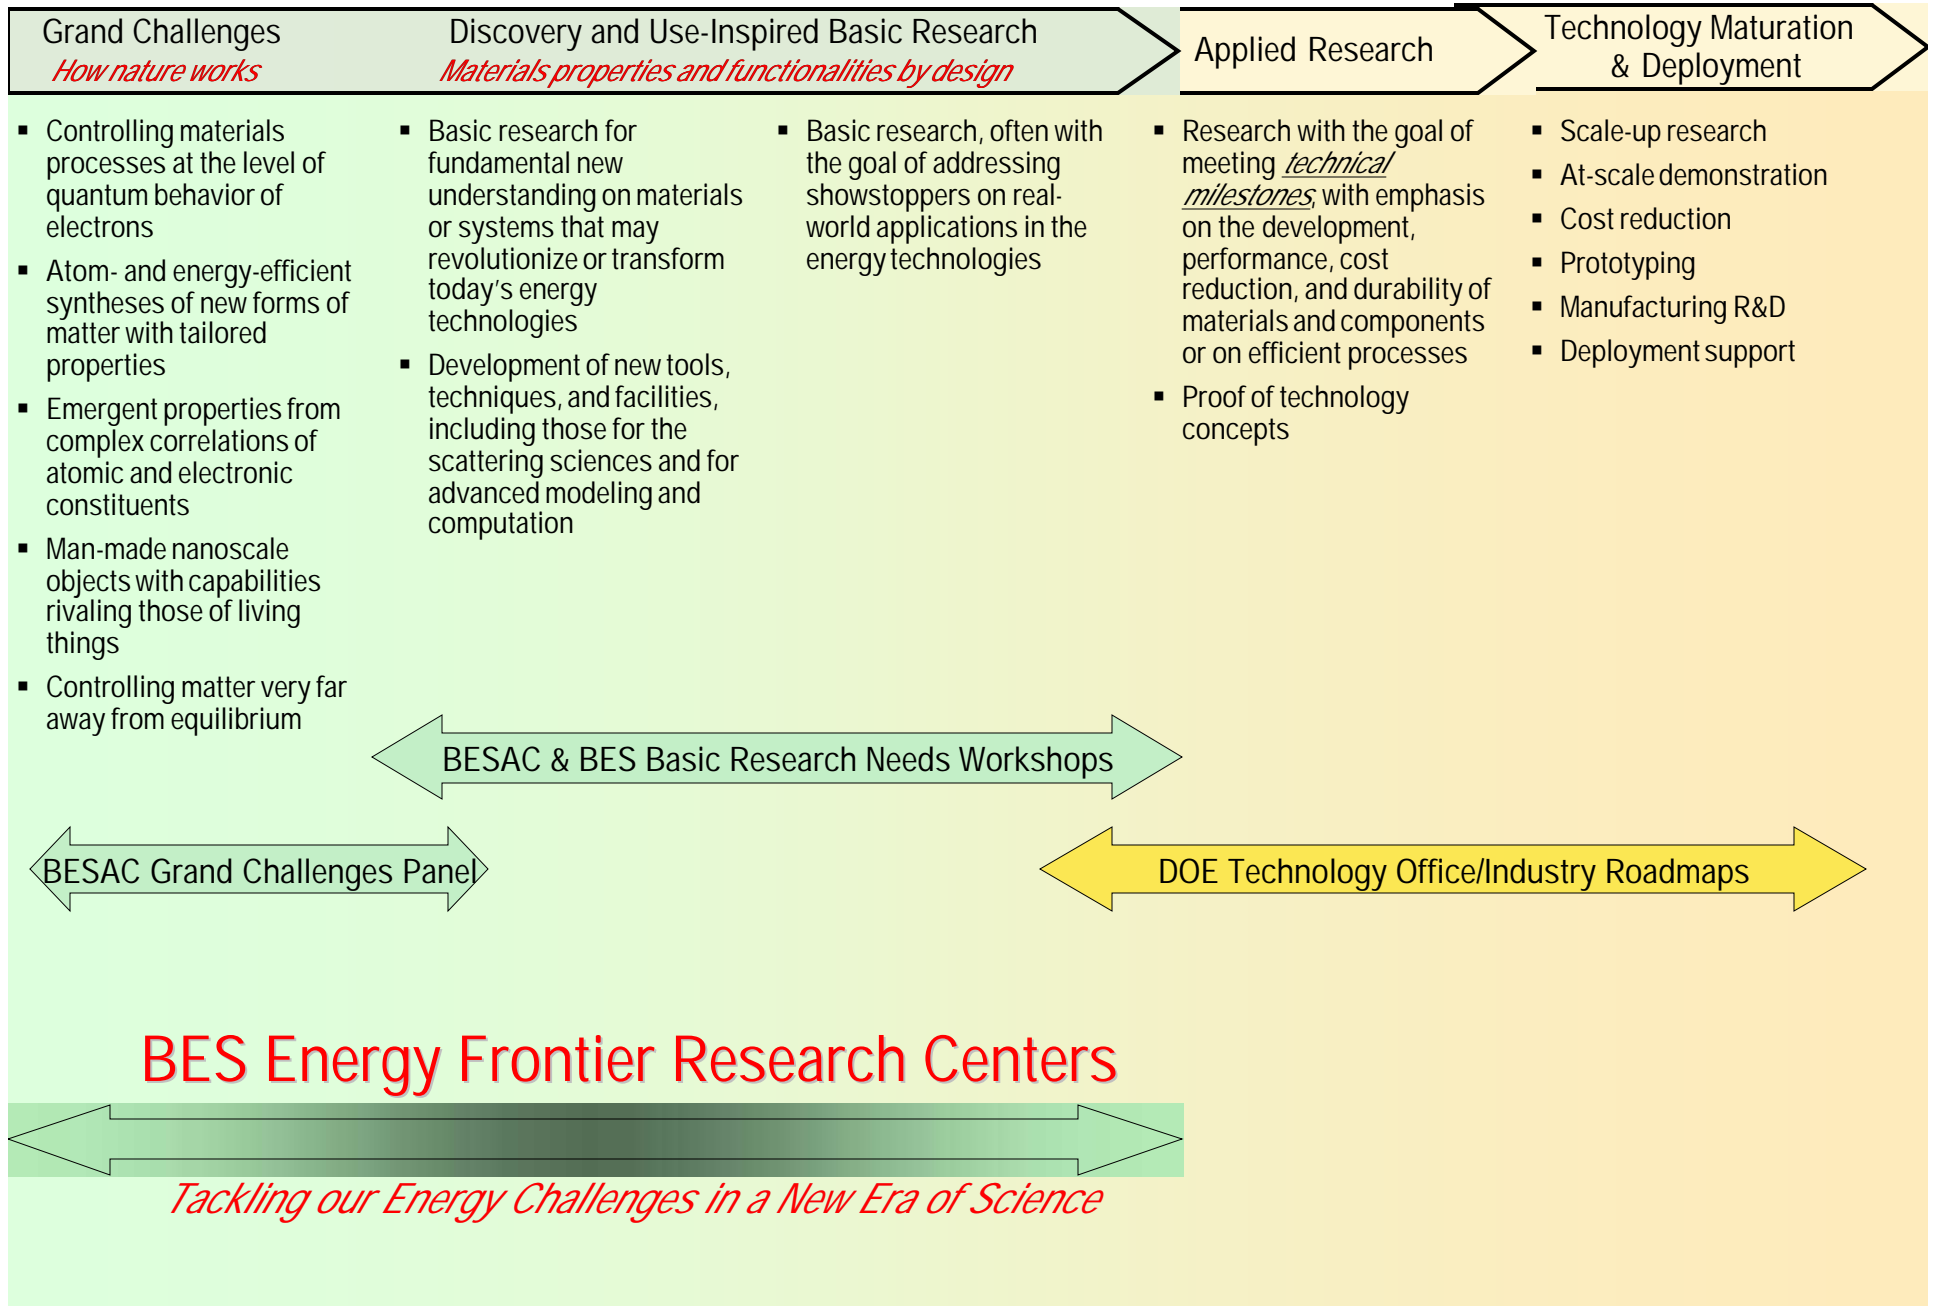 Grand Challenges
How nature works
Discovery and Use-Inspired Basic Research
Materials properties and functionalities by design
Applied Research
Technology Maturation
& Deployment
▪ Controlling materials
processes at the level of
quantum behavior of
electrons
▪ Atom- and energy-efficient
syntheses of new forms of
matter with tailored
properties
▪ Emergent properties from
complex correlations of
atomic and electronic
constituents
▪ Man-made nanoscale
objects with capabilities
rivaling those of living
things
▪ Controlling matter very far
away from equilibrium
▪ Basic research for
fundamental new
understanding on materials
or systems that may
revolutionize or transform
today's energy
technologies
▪ Development of new tools,
techniques, and facilities,
including those for the
scattering sciences and for
advanced modeling and
computation
▪ Basic research, often with
the goal of addressing
showstoppers on real-
world applications in the
energy technologies
▪ Research with the goal of
meeting technical
milestones, with emphasis
on the development,
performance, cost
reduction, and durability of
materials and components
or on efficient processes
▪ Proof of technology
concepts
▪ Scale-up research
▪ At-scale demonstration
▪ Cost reduction
▪ Prototyping
▪ Manufacturing R&D
▪ Deployment support
BESAC & BES Basic Research Needs Workshops
BESAC Grand Challenges Panel
DOE Technology Office/Industry Roadmaps
BES Energy Frontier Research Centers
Tackling our Energy Challenges in a New Era of Science